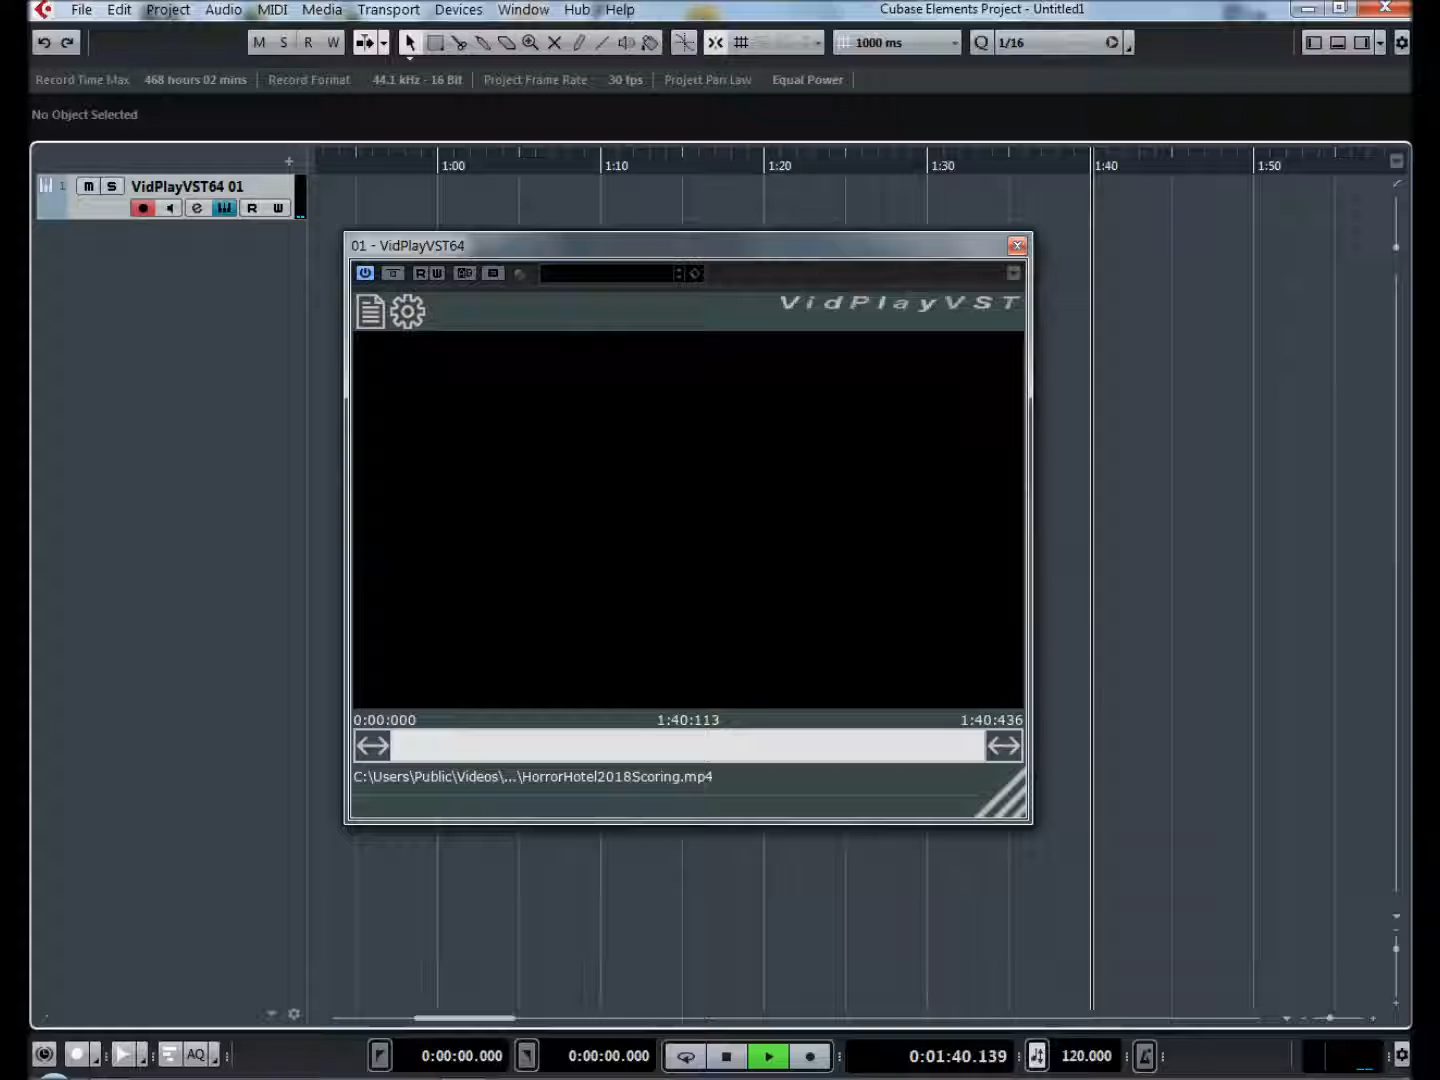 File Edit Project Audio MIDI Media Transport Devices Window Hub Help Cubase Elements Project - Untitled1
M S R W 1000 ms Q 1/16
Record Time Max 468 hours 02 mins Record Format 44.1 kHz - 16 Bit Project Frame Rate 30 fps Project Pan Law Equal Power
No Object Selected
1:00 1:10 1:20 1:30 1:40 1:50
1 m S VidPlayVST64 01
e R W
01 - VidPlayVST64
R W
VidPlayVST
0:00:000 1:40:113 1:40:436
C:\Users\Public\Videos\...\HorrorHotel2018Scoring.mp4
AQ 0:00:00.000 0:00:00.000 0:01:40.139 120.000